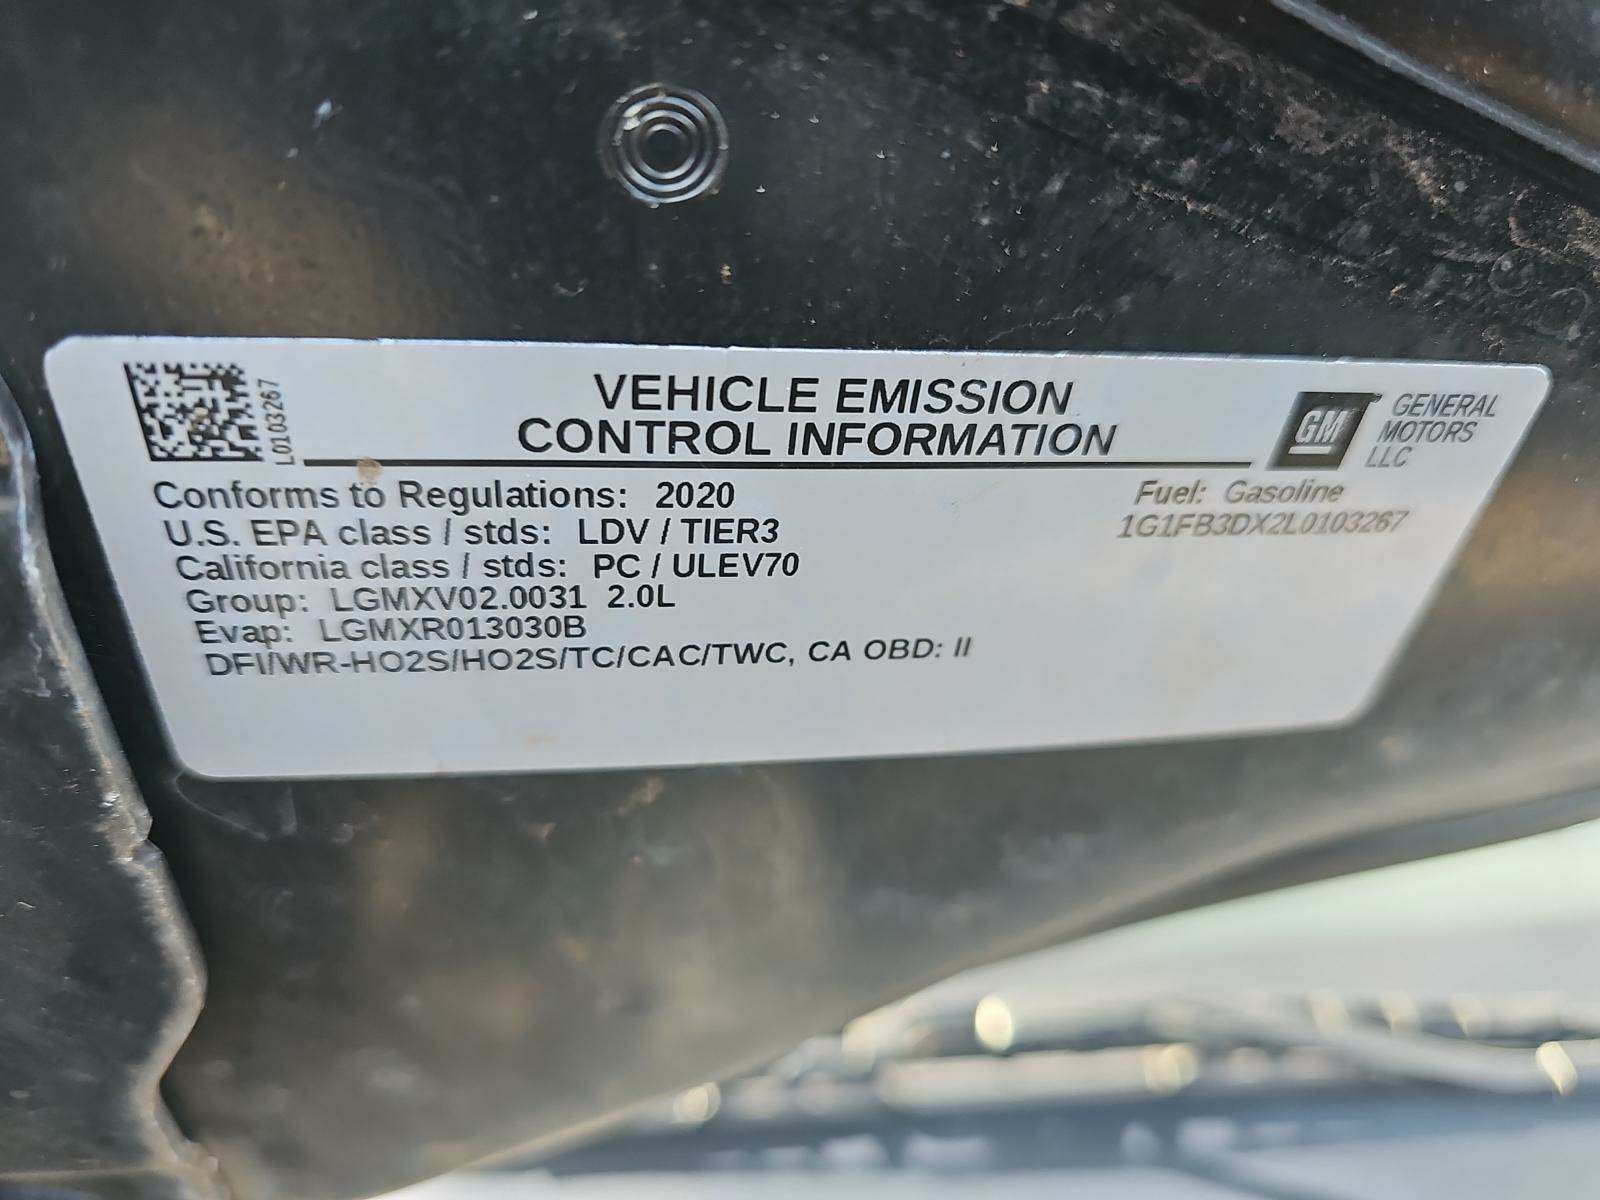 L0103267
VEHICLE EMISSION
CONTROL INFORMATION
GM
GENERAL
MOTORS
LLC
Conforms to Regulations: 2020
Fuel: Gasoline
U.S. EPA class / stds: LDV / TIER3
1G1FB3DX2L0103267
California class / stds: PC / ULEV70
Group: LGMXV02.0031 2.0L
Evap: LGMXR013030B
DFI/WR-HO2S/HO2S/TC/CAC/TWC, CA OBD: II